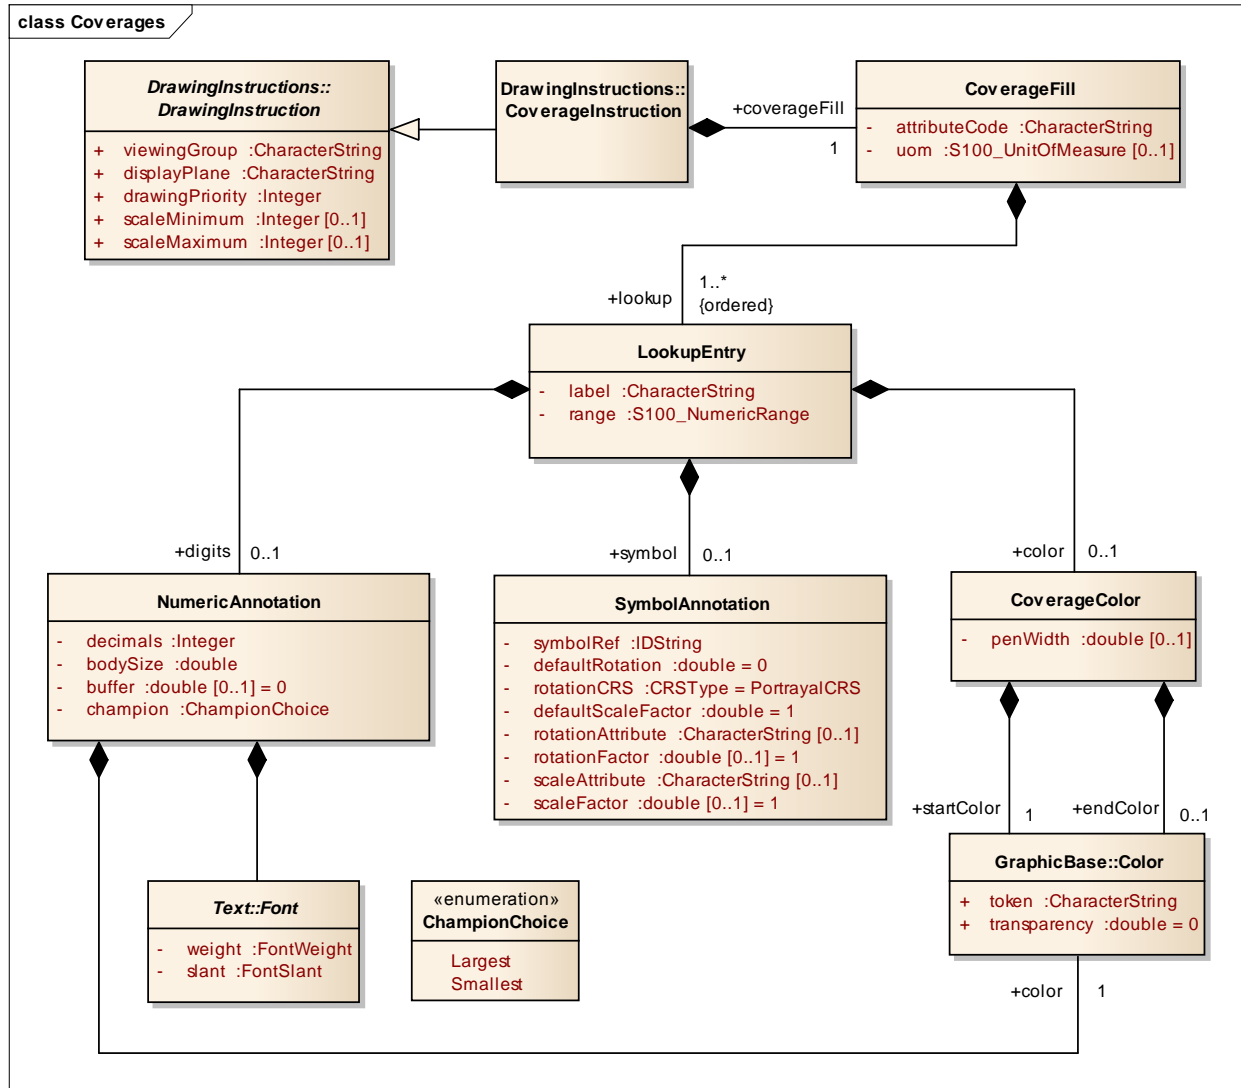 class Coverages
DrawingInstructions::
DrawingInstruction
+ viewingGroup :CharacterString
+ displayPlane :CharacterString
+ drawingPriority :Integer
+ scaleMinimum :Integer [0..1]
+ scaleMaximum :Integer [0..1]
DrawingInstructions::
CoverageInstruction
+coverageFill
1
CoverageFill
- attributeCode :CharacterString
- uom :S100_UnitOfMeasure [0..1]
+lookup
1..*
{ordered}
LookupEntry
- label :CharacterString
- range :S100_NumericRange
+digits
0..1
+symbol
0..1
+color
0..1
NumericAnnotation
- decimals :Integer
- bodySize :double
- buffer :double [0..1] = 0
- champion :ChampionChoice
SymbolAnnotation
- symbolRef :IDString
- defaultRotation :double = 0
- rotationCRS :CRSType = PortrayalCRS
- defaultScaleFactor :double = 1
- rotationAttribute :CharacterString [0..1]
- rotationFactor :double [0..1] = 1
- scaleAttribute :CharacterString [0..1]
- scaleFactor :double [0..1] = 1
CoverageColor
- penWidth :double [0..1]
+startColor
1
+endColor
0..1
GraphicBase::Color
+ token :CharacterString
+ transparency :double = 0
Text::Font
- weight :FontWeight
- slant :FontSlant
«enumeration»
ChampionChoice
Largest
Smallest
+color
1